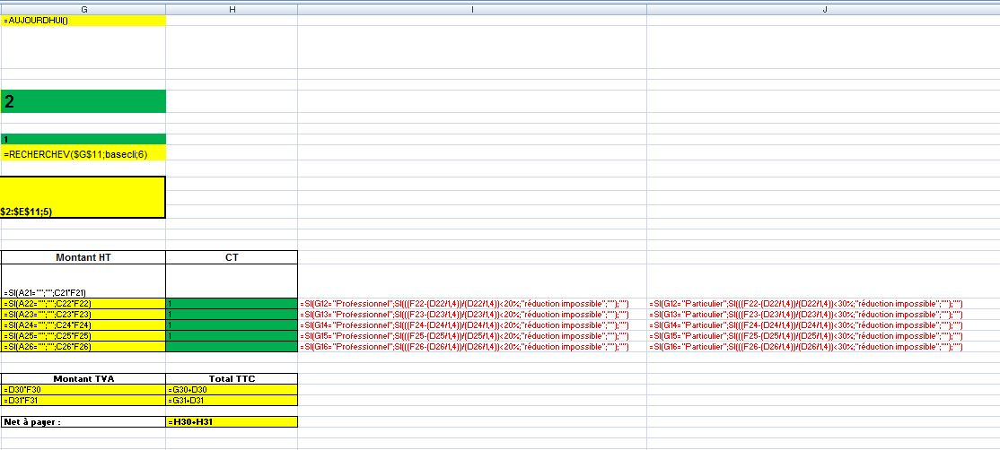 G H I J
=AUJOURDHUI()
2
1
=RECHERCHEV($G$11;basecli;6)
$2:$E$11;5)
Montant HT CT
=SI(A21="";"";C21*F21)
=SI(A22="";"";C22*F22) 1 =SI(G12="Professionnel";SI(((F22-(D22/1,4))/(D22/1,4))<20%;"réduction impossible";"");"") =SI(G12="Particulier";SI(((F22-(D22/1,4))/(D22/1,4))<30%;"réduction impossible";"");"")
=SI(A23="";"";C23*F23) 1 =SI(G13="Professionnel";SI(((F23-(D23/1,4))/(D23/1,4))<20%;"réduction impossible";"");"") =SI(G13="Particulier";SI(((F23-(D23/1,4))/(D23/1,4))<30%;"réduction impossible";"");"")
=SI(A24="";"";C24*F24) 1 =SI(G14="Professionnel";SI(((F24-(D24/1,4))/(D24/1,4))<20%;"réduction impossible";"");"") =SI(G14="Particulier";SI(((F24-(D24/1,4))/(D24/1,4))<30%;"réduction impossible";"");"")
=SI(A25="";"";C25*F25) =SI(G15="Professionnel";SI(((F25-(D25/1,4))/(D25/1,4))<20%;"réduction impossible";"");"") =SI(G15="Particulier";SI(((F25-(D25/1,4))/(D25/1,4))<30%;"réduction impossible";"");"")
=SI(A26="";"";C26*F26) =SI(G16="Professionnel";SI(((F26-(D26/1,4))/(D26/1,4))<20%;"réduction impossible";"");"") =SI(G16="Particulier";SI(((F26-(D26/1,4))/(D26/1,4))<30%;"réduction impossible";"");"")
Montant TVA Total TTC
=D30*F30 =G30+D30
=D31*F31 =G31+D31
Net à payer : =H30+H31